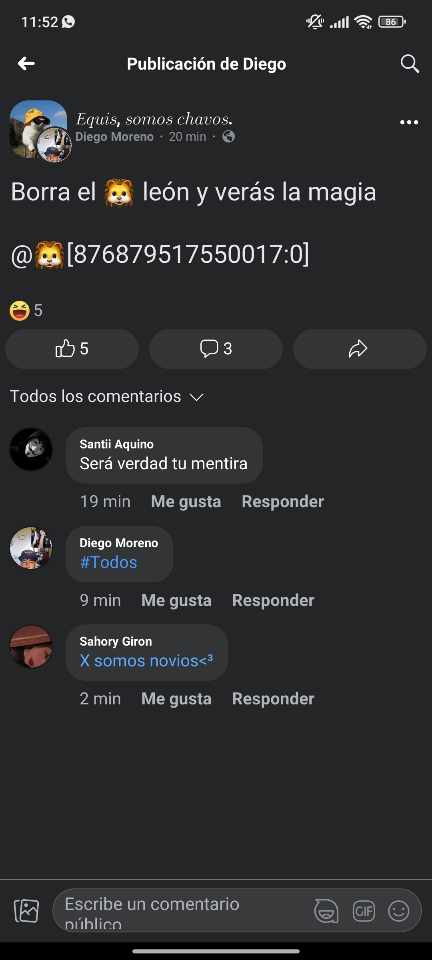 11:52
86
Publicación de Diego
Equis, somos chavos.
Diego Moreno · 20 min ·
Borra el 🦁 león y verás la magia
@🦁[876879517550017:0]
5
5
3
Todos los comentarios
Santii Aquino
Será verdad tu mentira
19 min Me gusta Responder
Diego Moreno
#Todos
9 min Me gusta Responder
Sahory Giron
X somos novios<³
2 min Me gusta Responder
Escribe un comentario
público
GIF